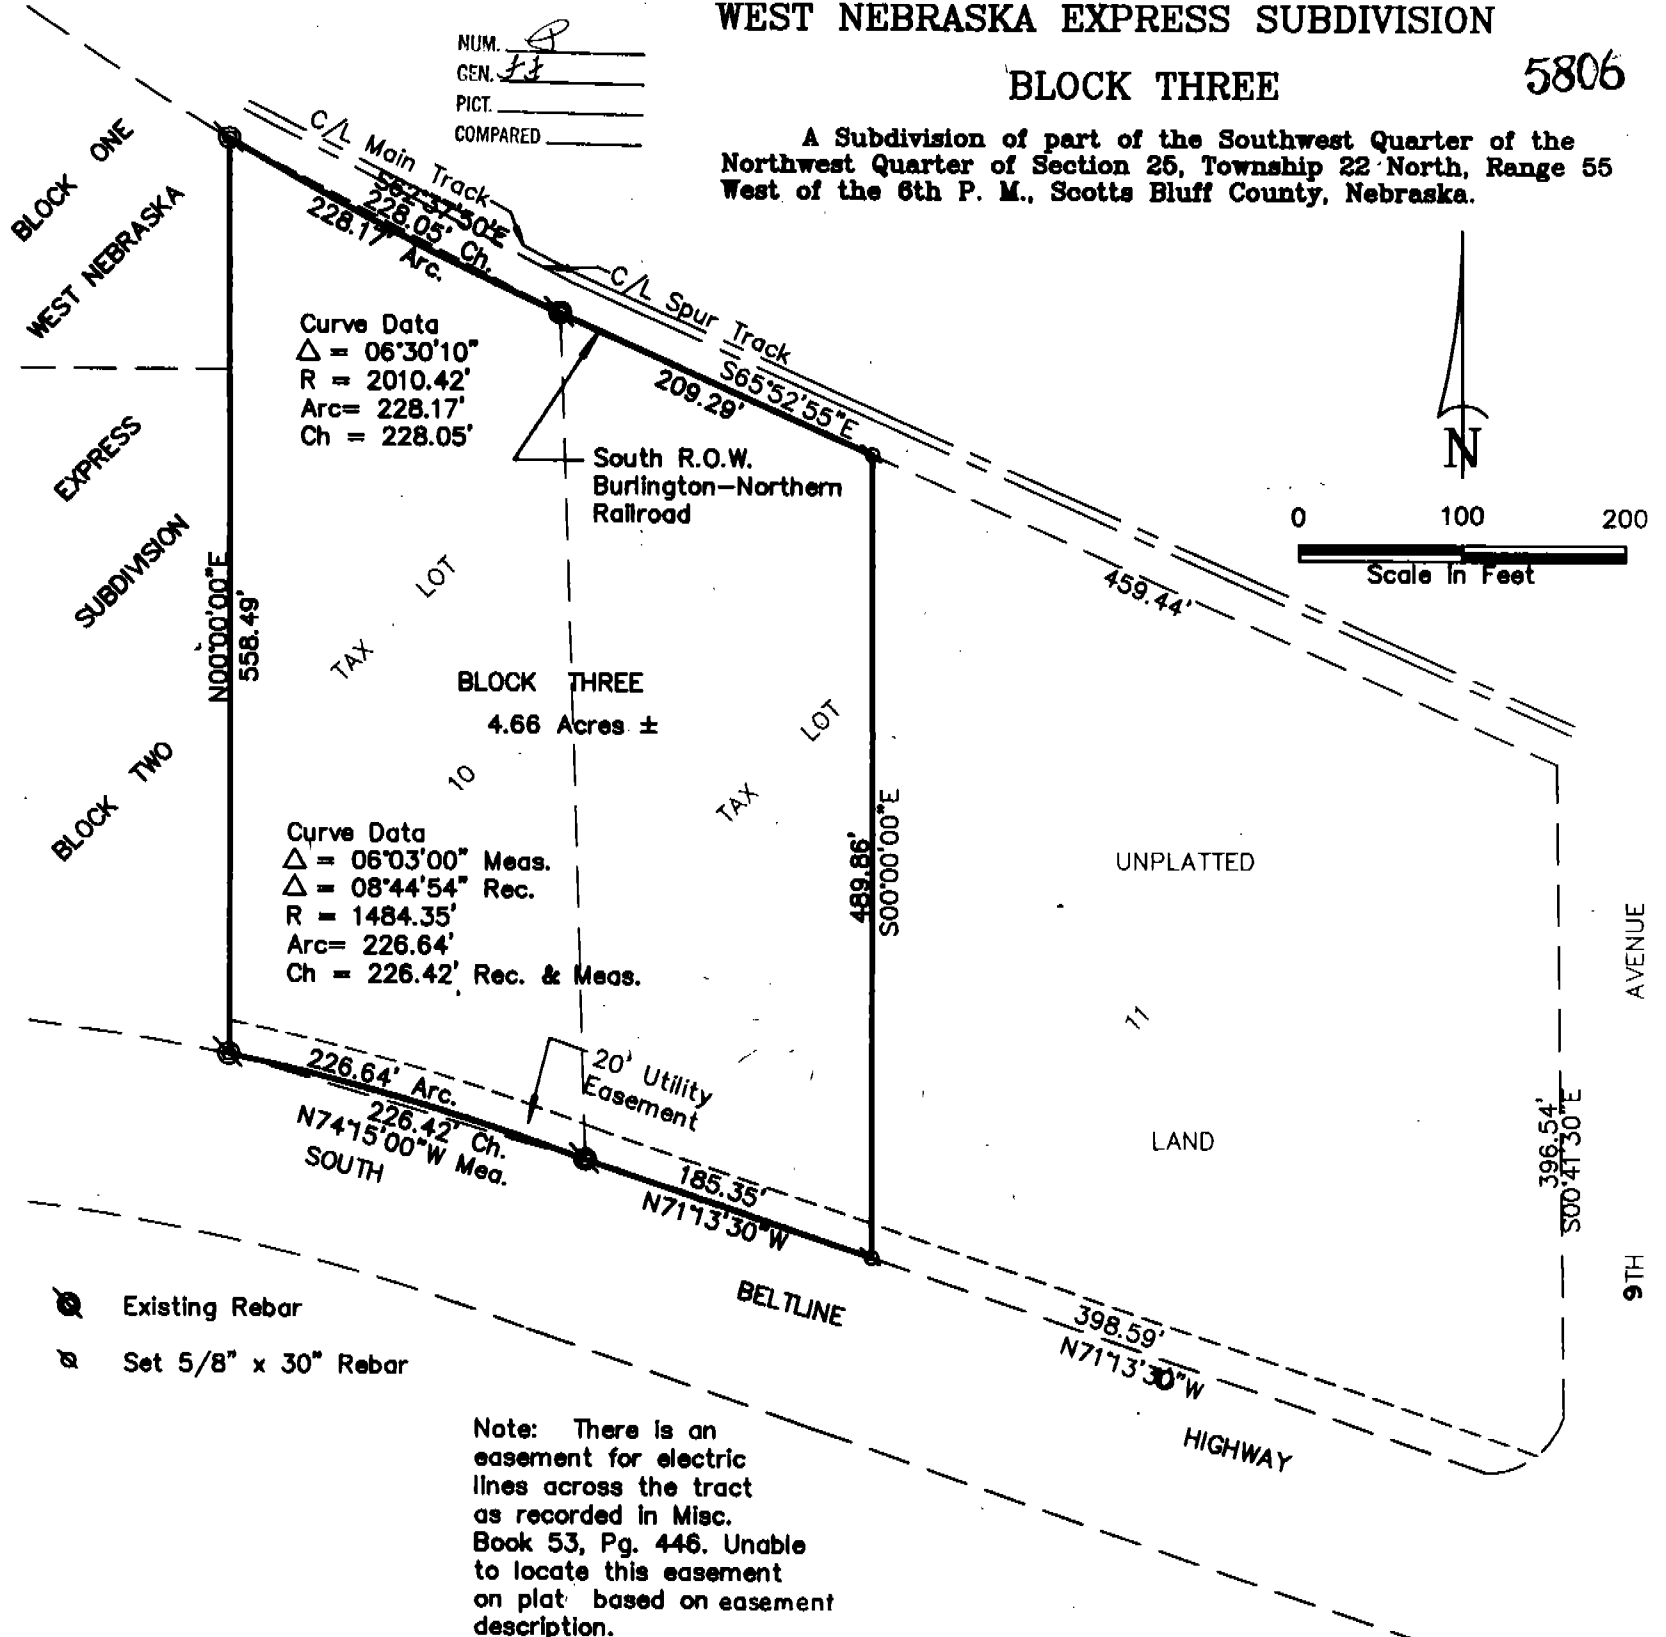 WEST NEBRASKA EXPRESS SUBDIVISION
BLOCK THREE
5806
A Subdivision of part of the Southwest Quarter of the
Northwest Quarter of Section 25, Township 22 North, Range 55
West of the 6th P. M., Scotts Bluff County, Nebraska.
NUM.
GEN.
PICT.
COMPARED
BLOCK ONE
WEST NEBRASKA
EXPRESS
SUBDIVISION
BLOCK TWO
C/L Main Track
S62°37'50"E
228.05' Ch.
228.17' Arc.
C/L Spur Track
S65°52'55"E
209.29'
Curve Data
Δ = 06°30'10"
R = 2010.42'
Arc= 228.17'
Ch = 228.05'
South R.O.W.
Burlington-Northern
Railroad
N
0 100 200
Scale in Feet
459.44'
N00°00'00"E
558.49'
TAX LOT
10
BLOCK THREE
4.66 Acres ±
TAX LOT
11
489.86'
S00°00'00"E
UNPLATTED
LAND
Curve Data
Δ = 06°03'00" Meas.
Δ = 08°44'54" Rec.
R = 1484.35'
Arc= 226.64'
Ch = 226.42' Rec. & Meas.
20' Utility
Easement
226.64' Arc.
226.42' Ch.
N74°15'00"W Mea.
185.35'
N71°13'30"W
SOUTH BELTLINE HIGHWAY
398.59'
N71°13'30"W
396.54'
S00°41'30"E
9TH AVENUE
Existing Rebar
Set 5/8" x 30" Rebar
Note: There is an
easement for electric
lines across the tract
as recorded in Misc.
Book 53, Pg. 446. Unable
to locate this easement
on plat based on easement
description.